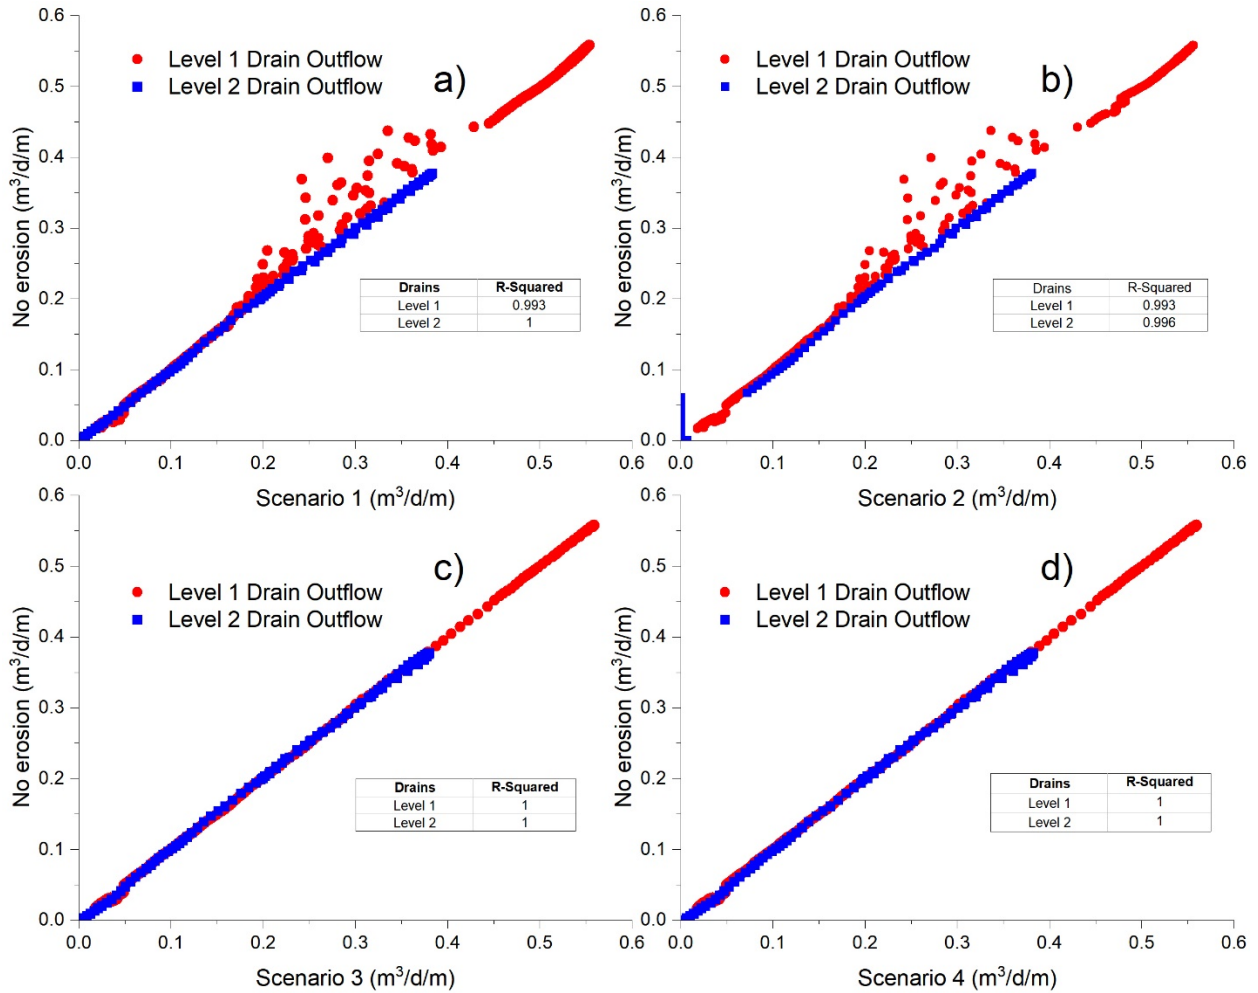 Level 1 Drain Outflow
Level 2 Drain Outflow
a)
No erosion (m³/d/m)
0.6
0.5
0.4
0.3
0.2
0.1
0.0
Drains R-Squared
Level 1 0.993
Level 2 1
0.0 0.1 0.2 0.3 0.4 0.5 0.6
Scenario 1 (m³/d/m)
Level 1 Drain Outflow
Level 2 Drain Outflow
b)
No erosion (m³/d/m)
0.6
0.5
0.4
0.3
0.2
0.1
0.0
Drains R-Squared
Level 1 0.993
Level 2 0.996
0.0 0.1 0.2 0.3 0.4 0.5 0.6
Scenario 2 (m³/d/m)
Level 1 Drain Outflow
Level 2 Drain Outflow
c)
No erosion (m³/d/m)
0.6
0.5
0.4
0.3
0.2
0.1
0.0
Drains R-Squared
Level 1 1
Level 2 1
0.0 0.1 0.2 0.3 0.4 0.5 0.6
Scenario 3 (m³/d/m)
Level 1 Drain Outflow
Level 2 Drain Outflow
d)
No erosion (m³/d/m)
0.6
0.5
0.4
0.3
0.2
0.1
0.0
Drains R-Squared
Level 1 1
Level 2 1
0.0 0.1 0.2 0.3 0.4 0.5 0.6
Scenario 4 (m³/d/m)